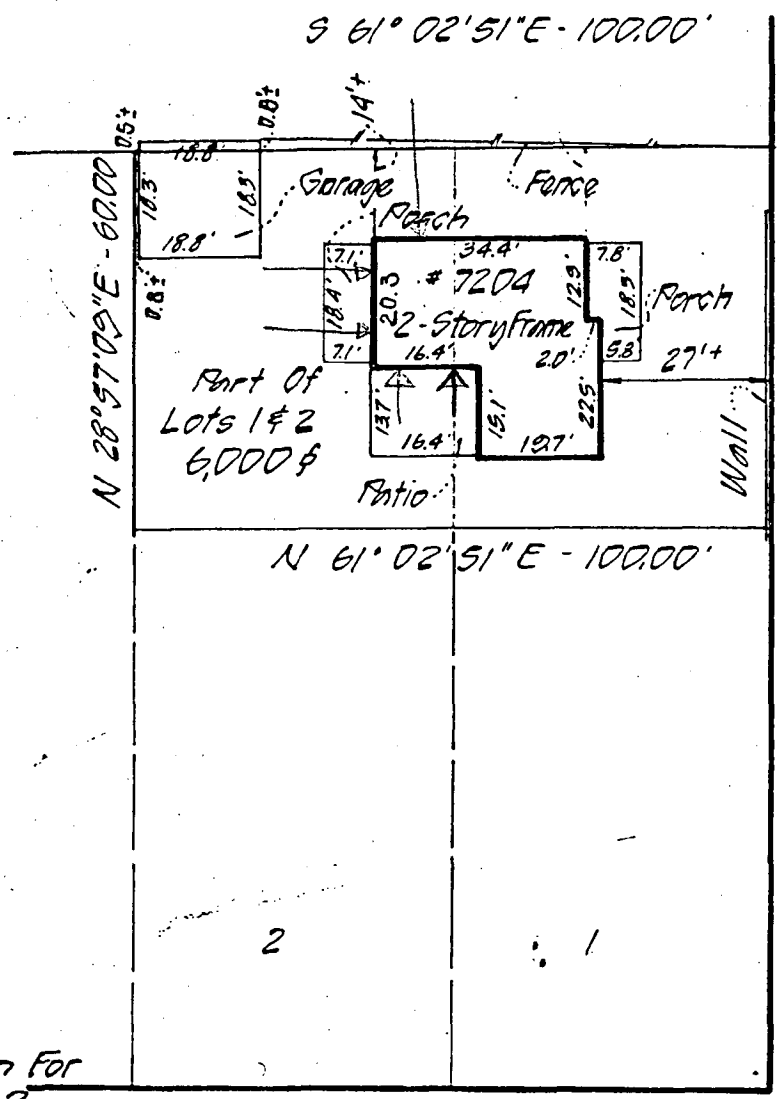 S 61° 02'51"E - 100.00'
0.5'±
0.8'±
14'+
18.8'
18.3'
18.3'
Garage
Fence
18.8'
Porch
N 28°57'09"E - 60.00
0.8'±
7.1'
34.4'
7.8'
18.4'
20.3
# 7204
12.9'
18.9'
Porch
2-Story Frame
7.1'
16.4'
2.0'
5.8
27'+
Part Of
Lots 1 & 2
6,000 ⌀
13.7'
15.1'
22.5'
16.4'
19.7'
Wall
Patio
N 61° 02'51"E - 100.00'
2
1
For